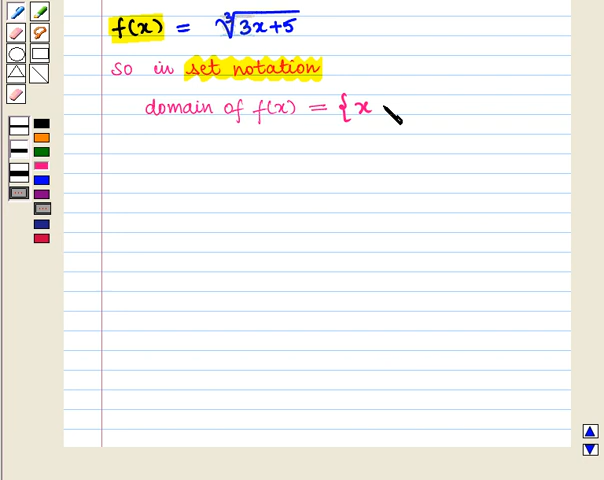 f(x) = ∛(3x+5)
so in set notation
domain of f(x) = {x